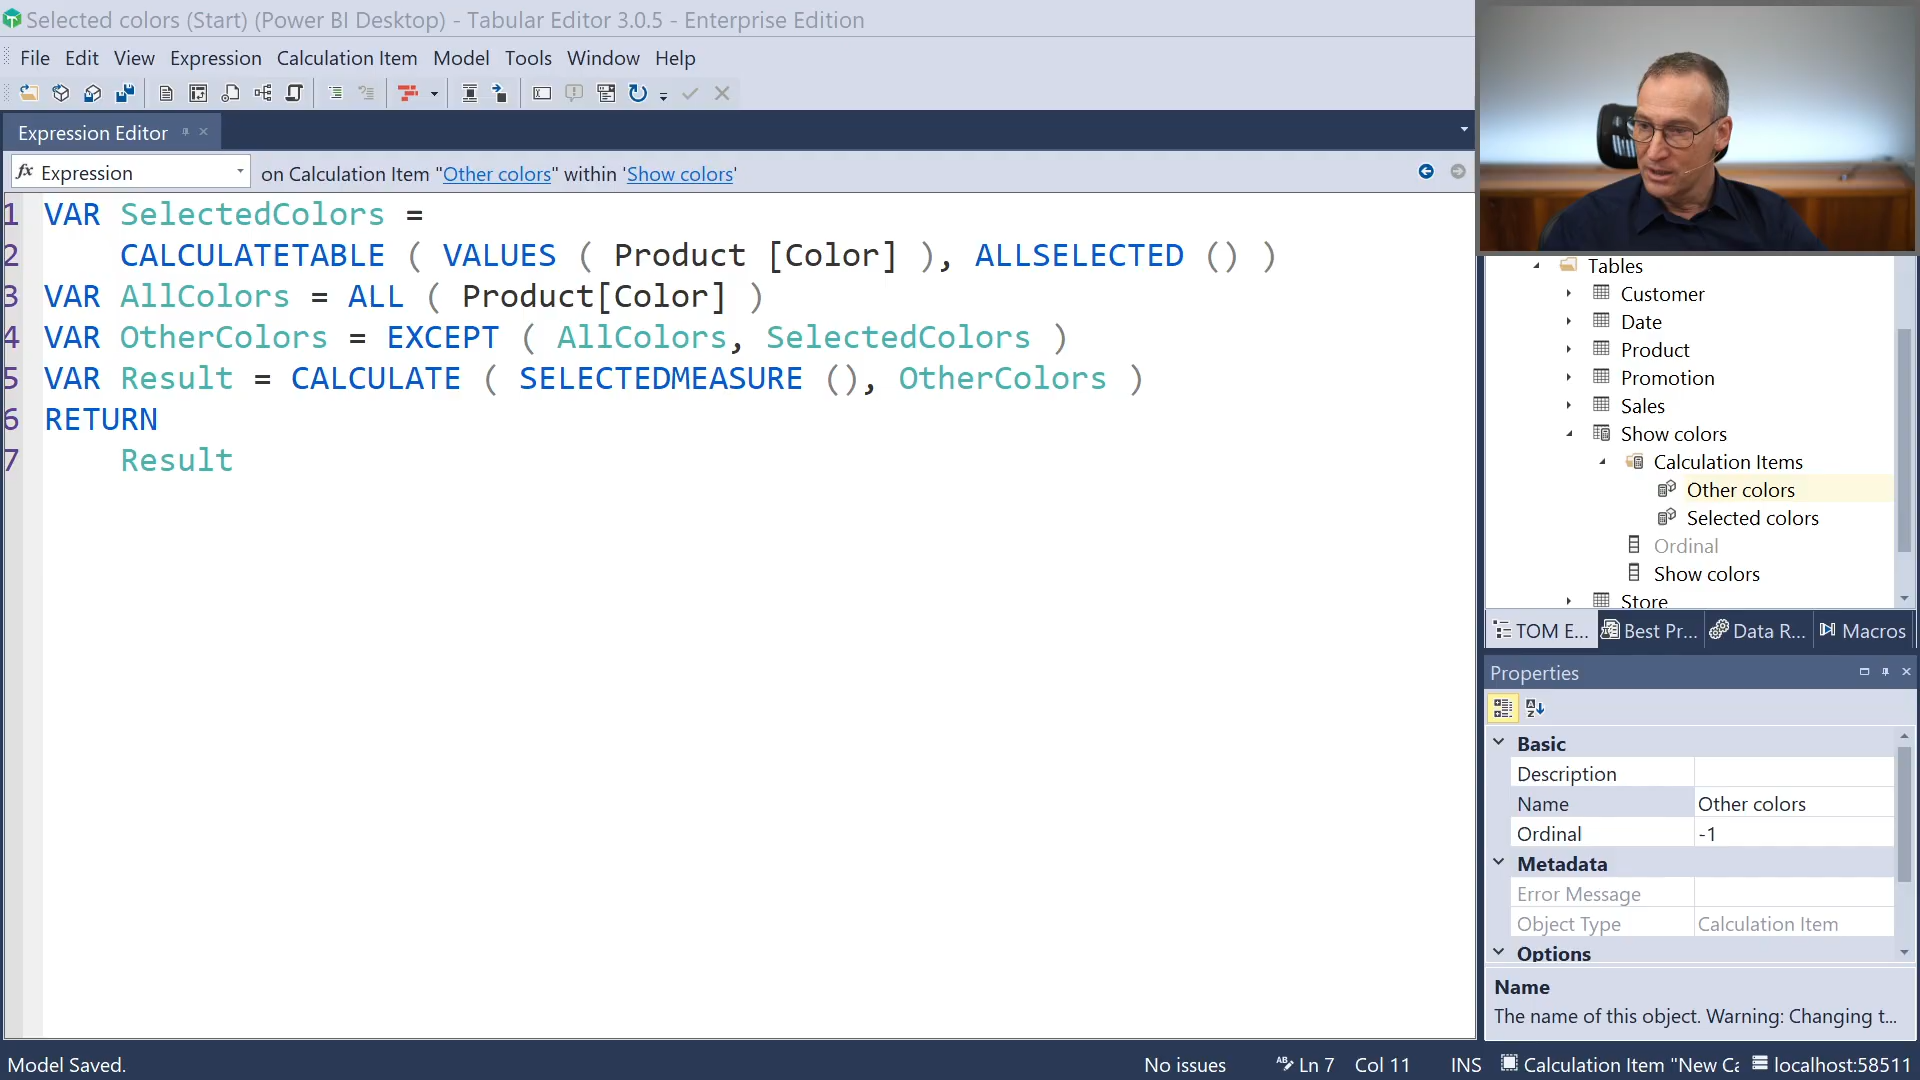 Selected colors (Start) (Power BI Desktop) - Tabular Editor 3.0.5 - Enterprise Edition
File Edit View Expression Calculation Item Model Tools Window Help
Expression Editor
fx Expression on Calculation Item "Other colors" within 'Show colors'
1 VAR SelectedColors =
2 CALCULATETABLE ( VALUES ( Product [Color] ), ALLSELECTED () )
3 VAR AllColors = ALL ( Product[Color] )
4 VAR OtherColors = EXCEPT ( AllColors, SelectedColors )
5 VAR Result = CALCULATE ( SELECTEDMEASURE (), OtherColors )
6 RETURN
7 Result
Tables
Customer
Date
Product
Promotion
Sales
Show colors
Calculation Items
Other colors
Selected colors
Ordinal
Show colors
Store
TOM E... Best Pr... Data R... Macros
Properties
Basic
Description
Name Other colors
Ordinal -1
Metadata
Error Message
Object Type Calculation Item
Options
Name
The name of this object. Warning: Changing t...
Model Saved. No issues Ln 7 Col 11 INS Calculation Item "New Ca localhost:58511